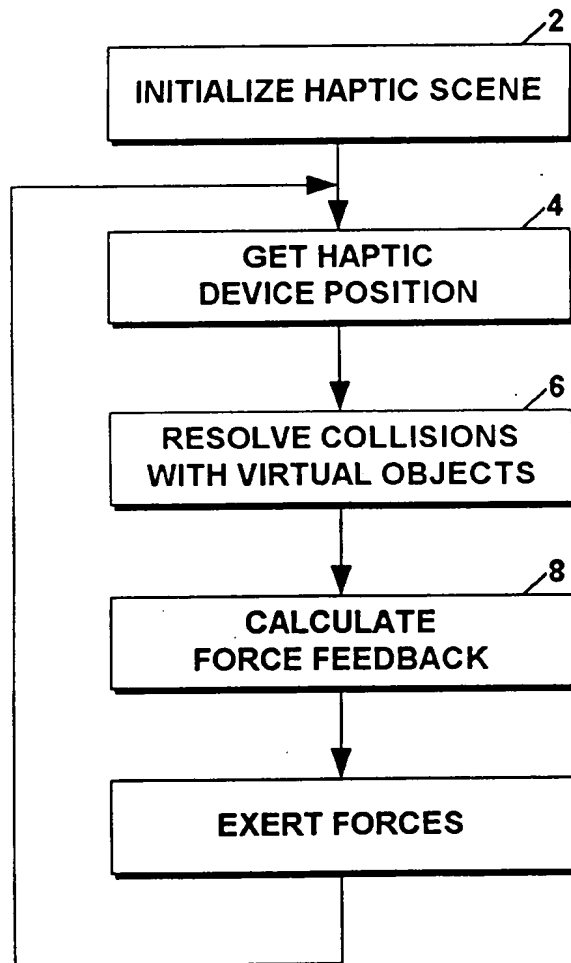 2
INITIALIZE HAPTIC SCENE
4
GET HAPTIC
DEVICE POSITION
6
RESOLVE COLLISIONS
WITH VIRTUAL OBJECTS
8
CALCULATE
FORCE FEEDBACK
EXERT FORCES